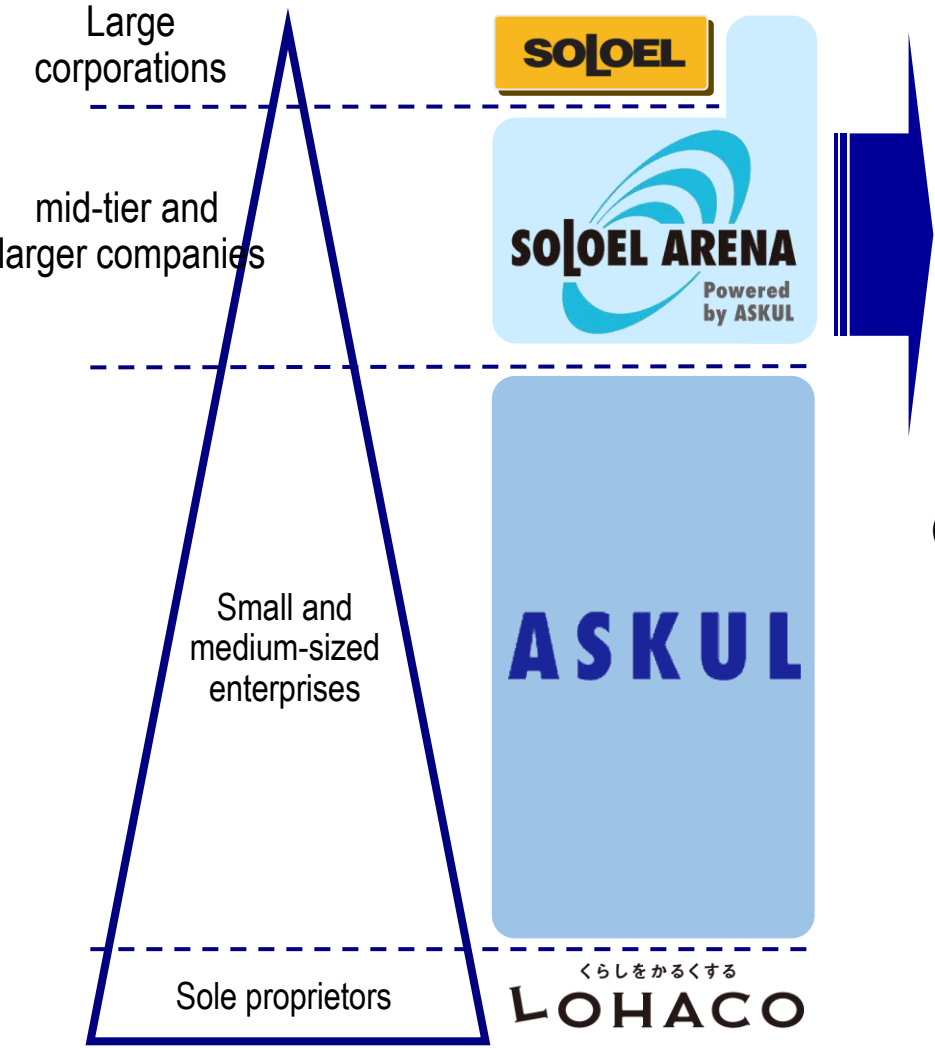 Large
corporations
SOLOEL
mid-tier and
larger companies
SOLOEL ARENA
Powered
by ASKUL
Small and
medium-sized
enterprises
ASKUL
Sole proprietors
くらしをかるくする
LOHACO